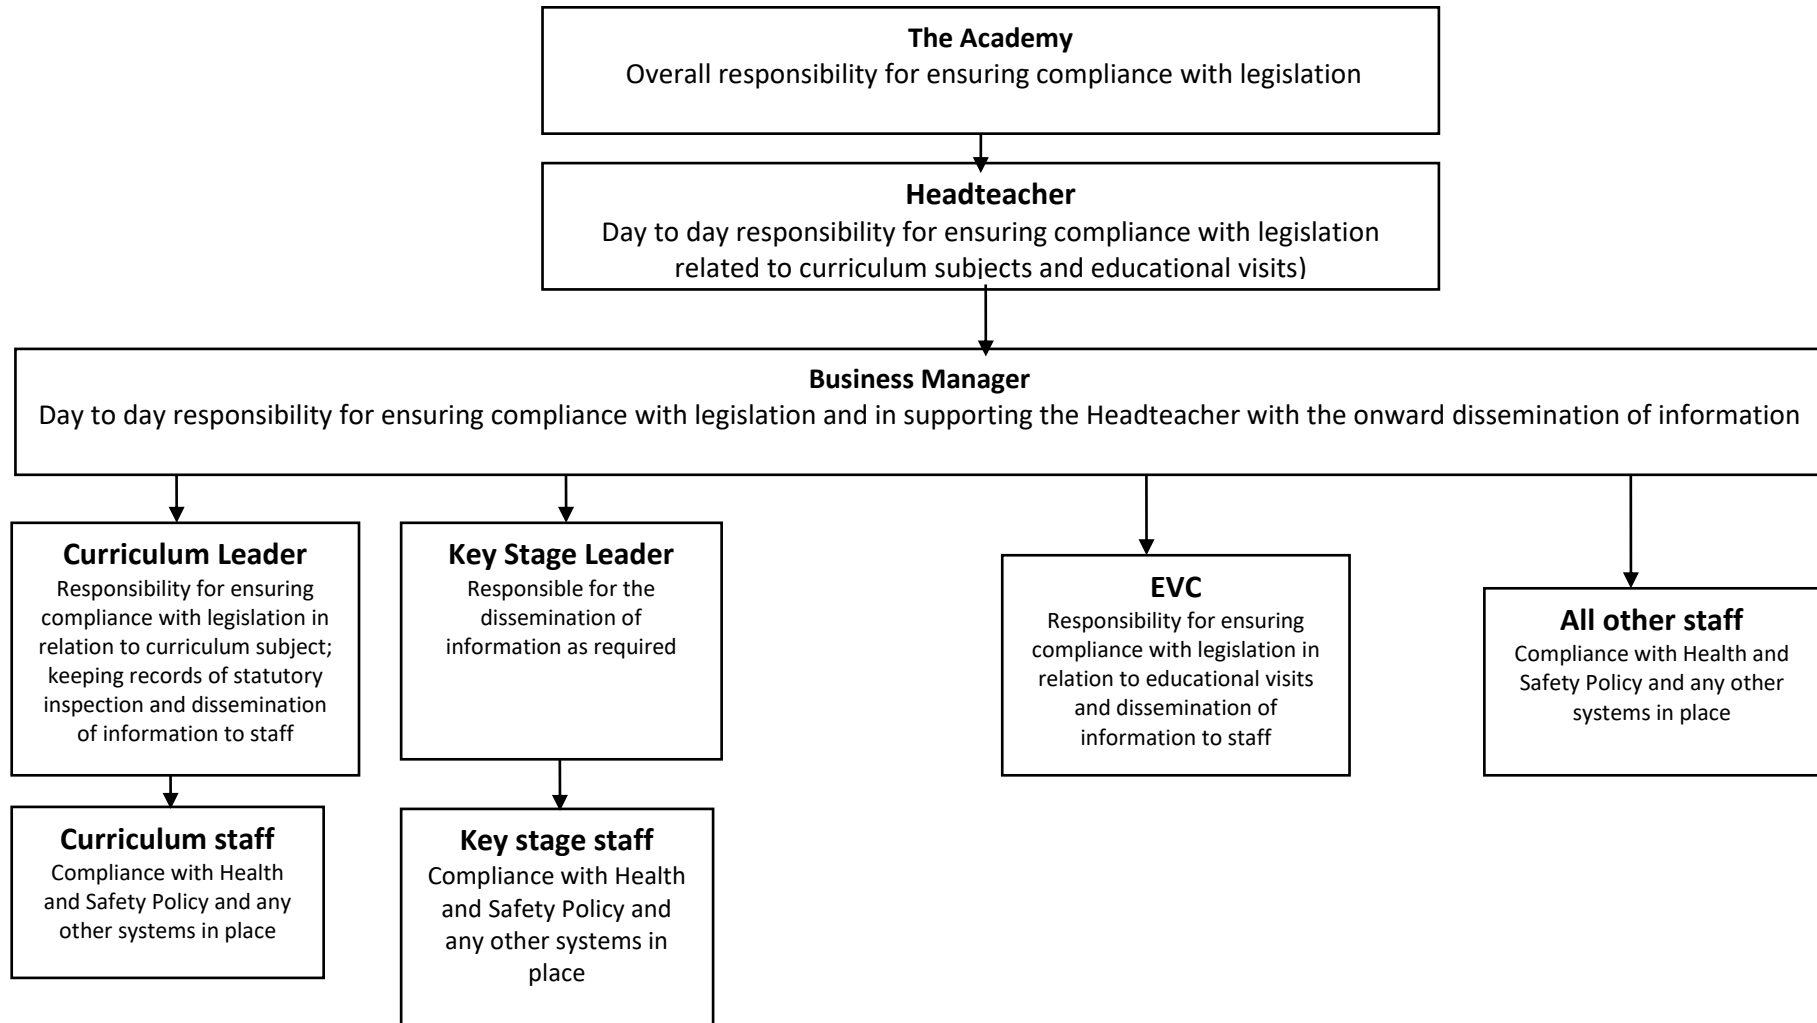 The Academy
Overall responsibility for ensuring compliance with legislation
Headteacher
Day to day responsibility for ensuring compliance with legislation
related to curriculum subjects and educational visits)
Business Manager
Day to day responsibility for ensuring compliance with legislation and in supporting the Headteacher with the onward dissemination of information
Curriculum Leader
Responsibility for ensuring
compliance with legislation in
relation to curriculum subject;
keeping records of statutory
inspection and dissemination
of information to staff
Key Stage Leader
Responsible for the
dissemination of
information as required
EVC
Responsibility for ensuring
compliance with legislation in
relation to educational visits
and dissemination of
information to staff
All other staff
Compliance with Health and
Safety Policy and any other
systems in place
Curriculum staff
Compliance with Health
and Safety Policy and any
other systems in place
Key stage staff
Compliance with Health
and Safety Policy and
any other systems in
place